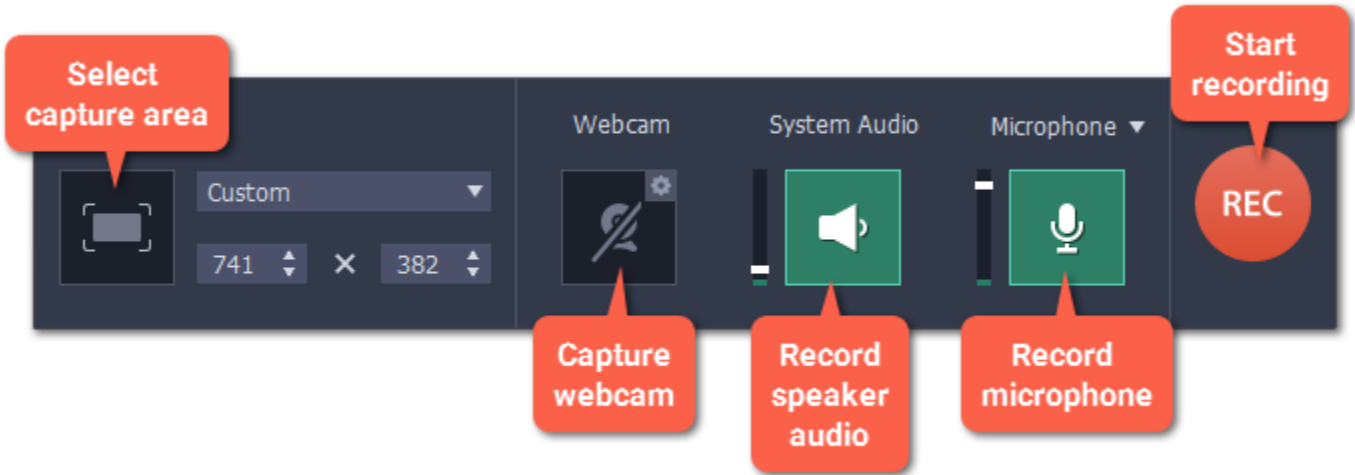 Select
capture area
Start
recording
Webcam
System Audio
Microphone
Custom
741
382
REC
Capture
webcam
Record
speaker
audio
Record
microphone